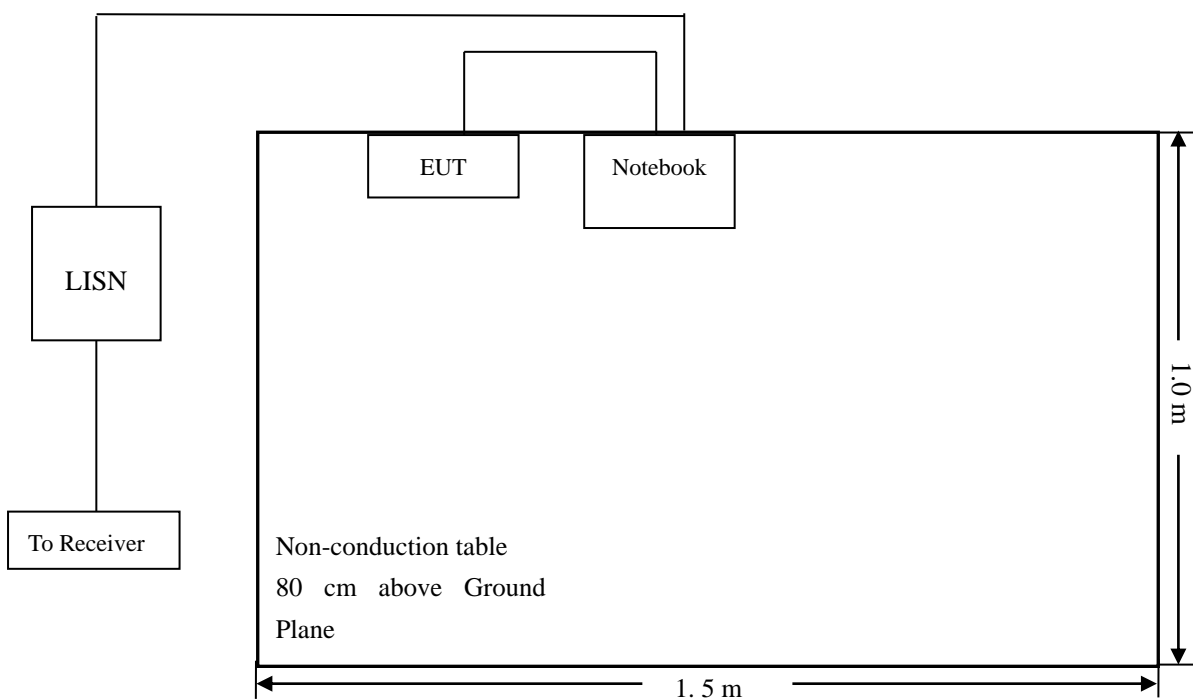 EUT
Notebook
LISN
To Receiver
Non-conduction table
80 cm above Ground
Plane
1.0 m
1. 5 m